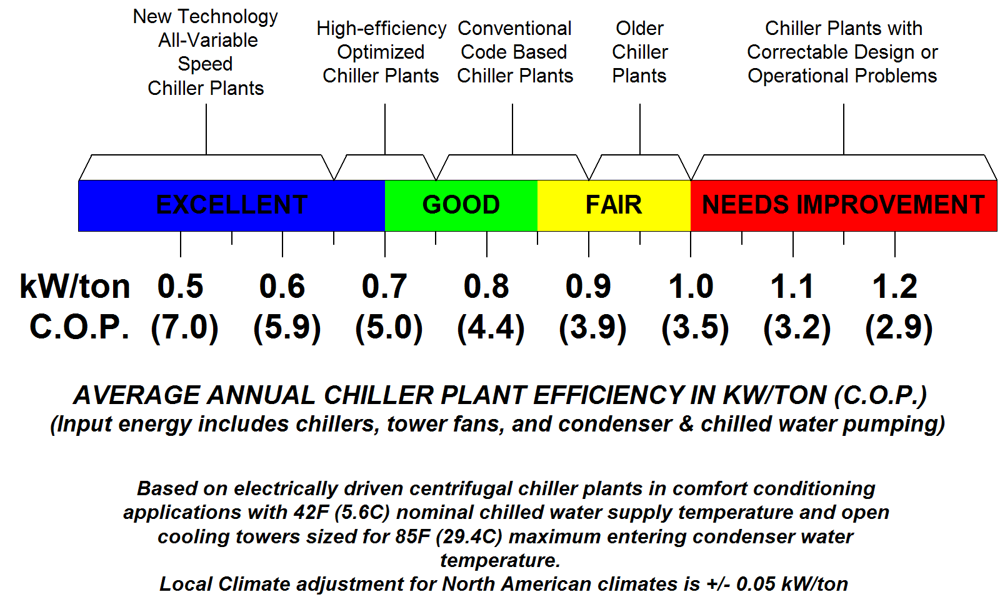 New Technology
All-Variable
Speed
Chiller Plants
High-efficiency
Optimized
Chiller Plants
Conventional
Code Based
Chiller Plants
Older
Chiller
Plants
Chiller Plants with
Correctable Design or
Operational Problems
EXCELLENT GOOD FAIR NEEDS IMPROVEMENT
kW/ton 0.5 0.6 0.7 0.8 0.9 1.0 1.1 1.2
C.O.P. (7.0) (5.9) (5.0) (4.4) (3.9) (3.5) (3.2) (2.9)
AVERAGE ANNUAL CHILLER PLANT EFFICIENCY IN KW/TON (C.O.P.)
(Input energy includes chillers, tower fans, and condenser & chilled water pumping)
Based on electrically driven centrifugal chiller plants in comfort conditioning
applications with 42F (5.6C) nominal chilled water supply temperature and open
cooling towers sized for 85F (29.4C) maximum entering condenser water
temperature.
Local Climate adjustment for North American climates is +/- 0.05 kW/ton